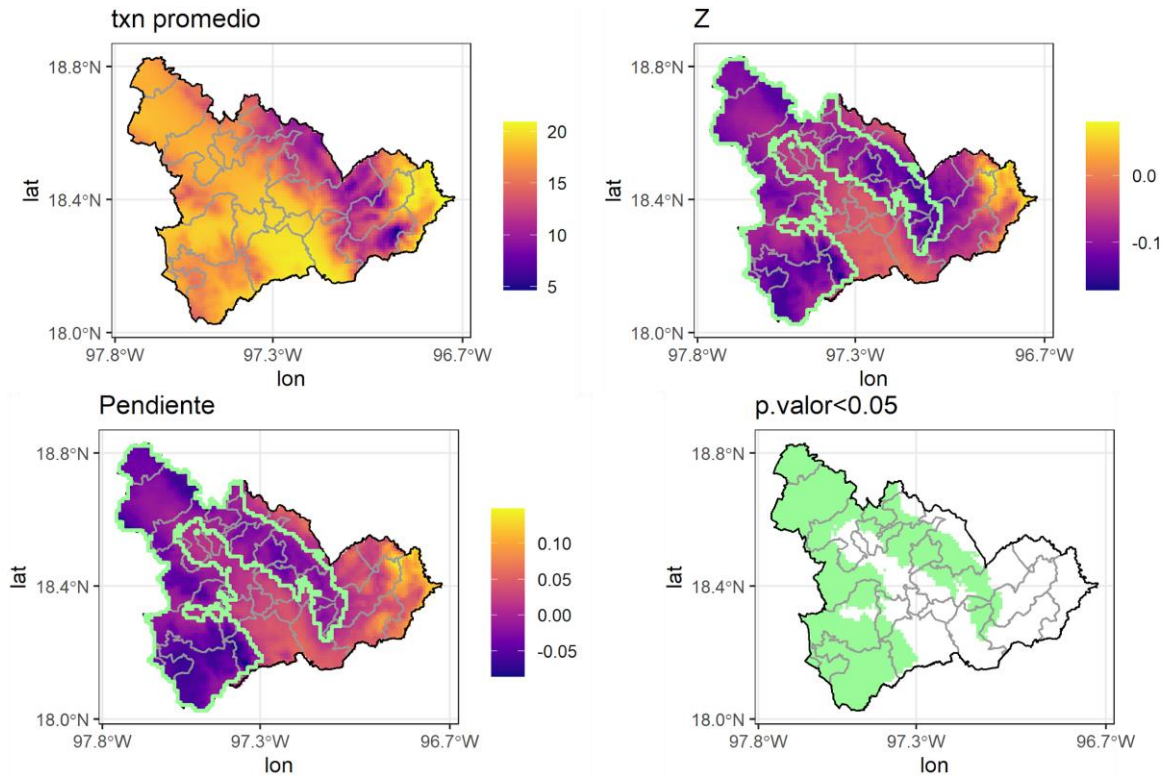 txn promedio
18.8°N
18.4°N
18.0°N
lat
97.8°W
97.3°W
96.7°W
lon
20
15
10
5
Z
18.8°N
18.4°N
18.0°N
lat
97.8°W
97.3°W
96.7°W
lon
0.0
-0.1
Pendiente
18.8°N
18.4°N
18.0°N
lat
97.8°W
97.3°W
96.7°W
lon
0.10
0.05
0.00
-0.05
p.valor<0.05
18.8°N
18.4°N
18.0°N
lat
97.8°W
97.3°W
96.7°W
lon